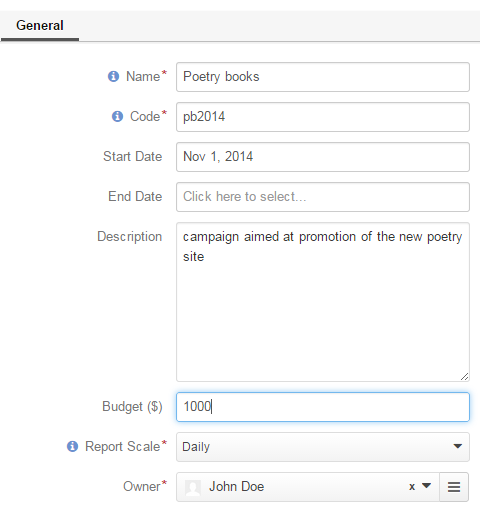 General
Name* Poetry books
Code* pb2014
Start Date Nov 1, 2014
End Date Click here to select...
Description campaign aimed at promotion of the new poetry
site
Budget ($) 1000
Report Scale* Daily
Owner* John Doe x